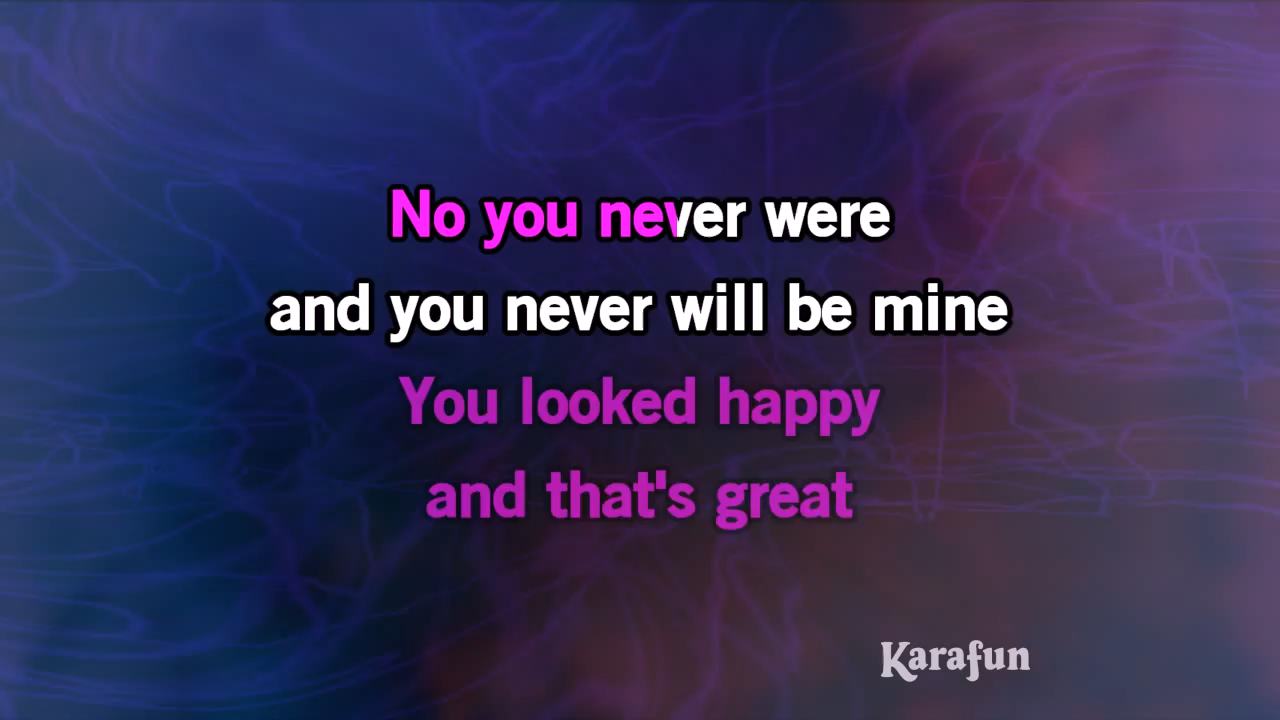 No you never were
and you never will be mine
You looked happy
and that's great
Karafun